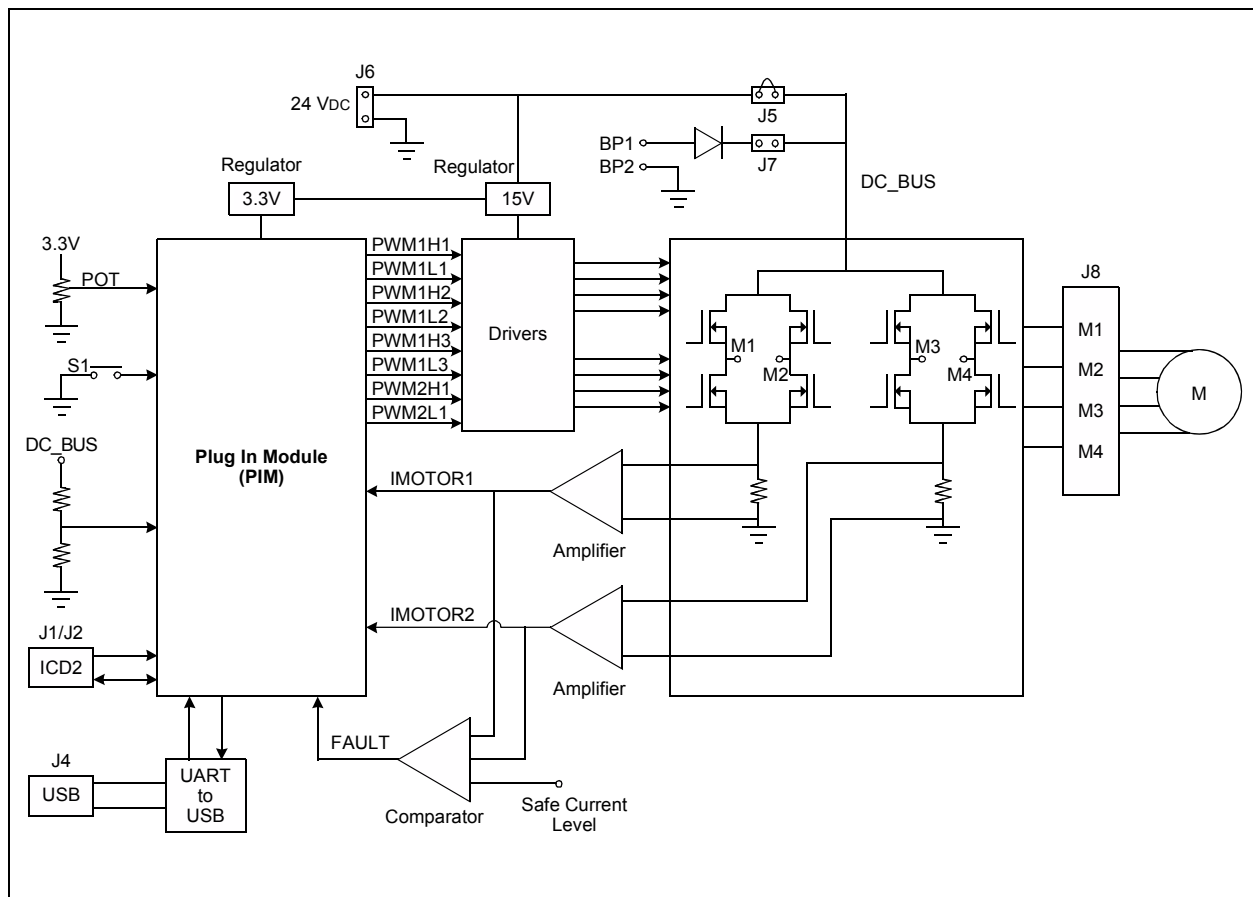 J6
24 VDC
J5
BP1
BP2
J7
DC_BUS
Regulator
3.3V
Regulator
15V
3.3V
POT
S1
DC_BUS
Plug In Module
(PIM)
PWM1H1
PWM1L1
PWM1H2
PWM1L2
PWM1H3
PWM1L3
PWM2H1
PWM2L1
Drivers
M1
M2
M3
M4
J8
M1
M2
M3
M4
M
IMOTOR1
Amplifier
IMOTOR2
Amplifier
J1/J2
ICD2
J4
USB
UART
to
USB
FAULT
Comparator
Safe Current
Level